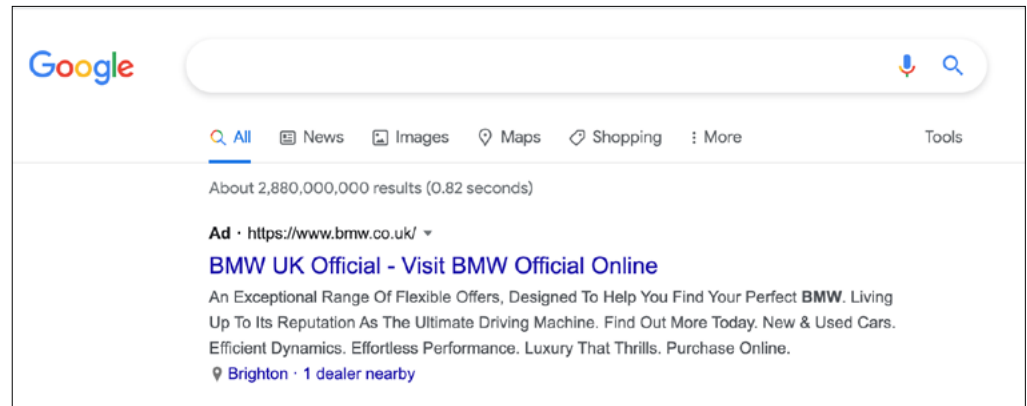 Google
All News Images Maps Shopping More Tools
About 2,880,000,000 results (0.82 seconds)
Ad · https://www.bmw.co.uk/
BMW UK Official - Visit BMW Official Online
An Exceptional Range Of Flexible Offers, Designed To Help You Find Your Perfect BMW. Living
Up To Its Reputation As The Ultimate Driving Machine. Find Out More Today. New & Used Cars.
Efficient Dynamics. Effortless Performance. Luxury That Thrills. Purchase Online.
Brighton · 1 dealer nearby